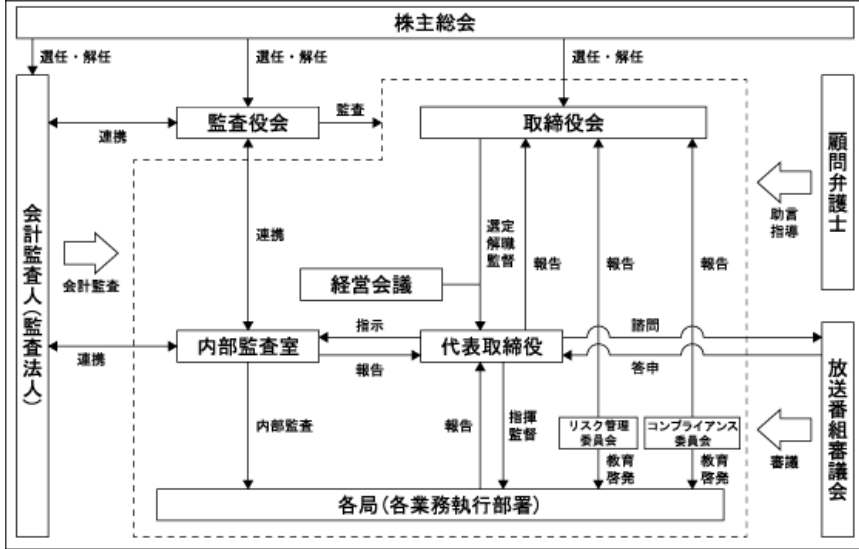 株主総会
選任・解任
選任・解任
選任・解任
監査役会
監査
取締役会
連携
顧問弁護士
助言
指導
会計監査人(監査法人)
会計監査
連携
選定
解職
監督
報告
報告
報告
経営会議
内部監査室
指示
報告
代表取締役
諮問
答申
連携
放送番組審議会
審議
内部監査
報告
指揮
監督
リスク管理
委員会
コンプライアンス
委員会
教育
啓発
教育
啓発
各局(各業務執行部署)